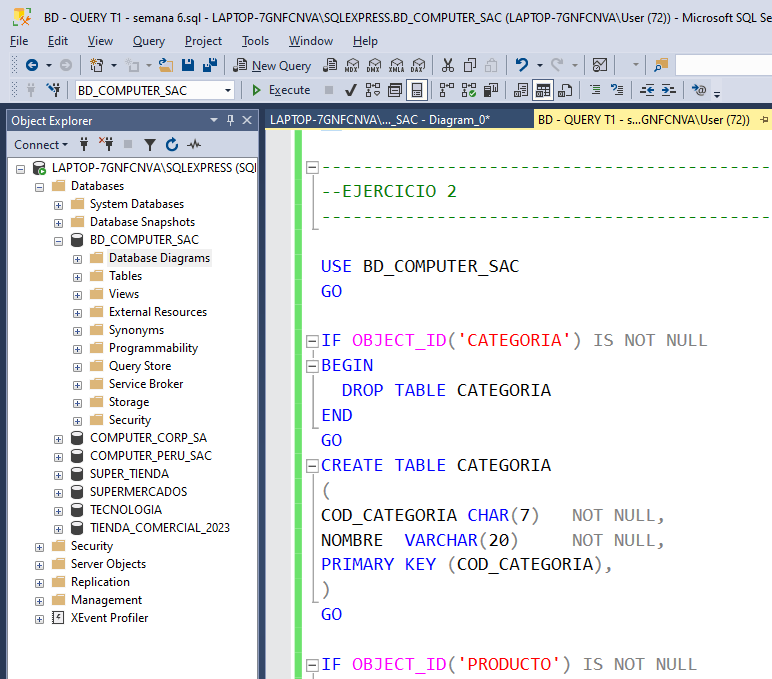 BD - QUERY T1 - semana 6.sql - LAPTOP-7GNFCNVA\SQLEXPRESS.BD_COMPUTER_SAC (LAPTOP-7GNFCNVA\User (72)) - Microsoft SQL Se
File Edit View Query Project Tools Window Help
New Query MDX DMX XMLA DAX
BD_COMPUTER_SAC Execute
Object Explorer
LAPTOP-7GNFCNVA\..._SAC - Diagram_0* BD - QUERY T1 - s...GNFCNVA\User (72))
Connect
LAPTOP-7GNFCNVA\SQLEXPRESS (SQl
Databases
System Databases
Database Snapshots
BD_COMPUTER_SAC
Database Diagrams
Tables
Views
External Resources
Synonyms
Programmability
Query Store
Service Broker
Storage
Security
COMPUTER_CORP_SA
COMPUTER_PERU_SAC
SUPER_TIENDA
SUPERMERCADOS
TECNOLOGIA
TIENDA_COMERCIAL_2023
Security
Server Objects
Replication
Management
XEvent Profiler
-------------------------------------------
--EJERCICIO 2
-------------------------------------------
USE BD_COMPUTER_SAC
GO
IF OBJECT_ID('CATEGORIA') IS NOT NULL
BEGIN
DROP TABLE CATEGORIA
END
GO
CREATE TABLE CATEGORIA
(
COD_CATEGORIA CHAR(7) NOT NULL,
NOMBRE VARCHAR(20) NOT NULL,
PRIMARY KEY (COD_CATEGORIA),
)
GO
IF OBJECT_ID('PRODUCTO') IS NOT NULL